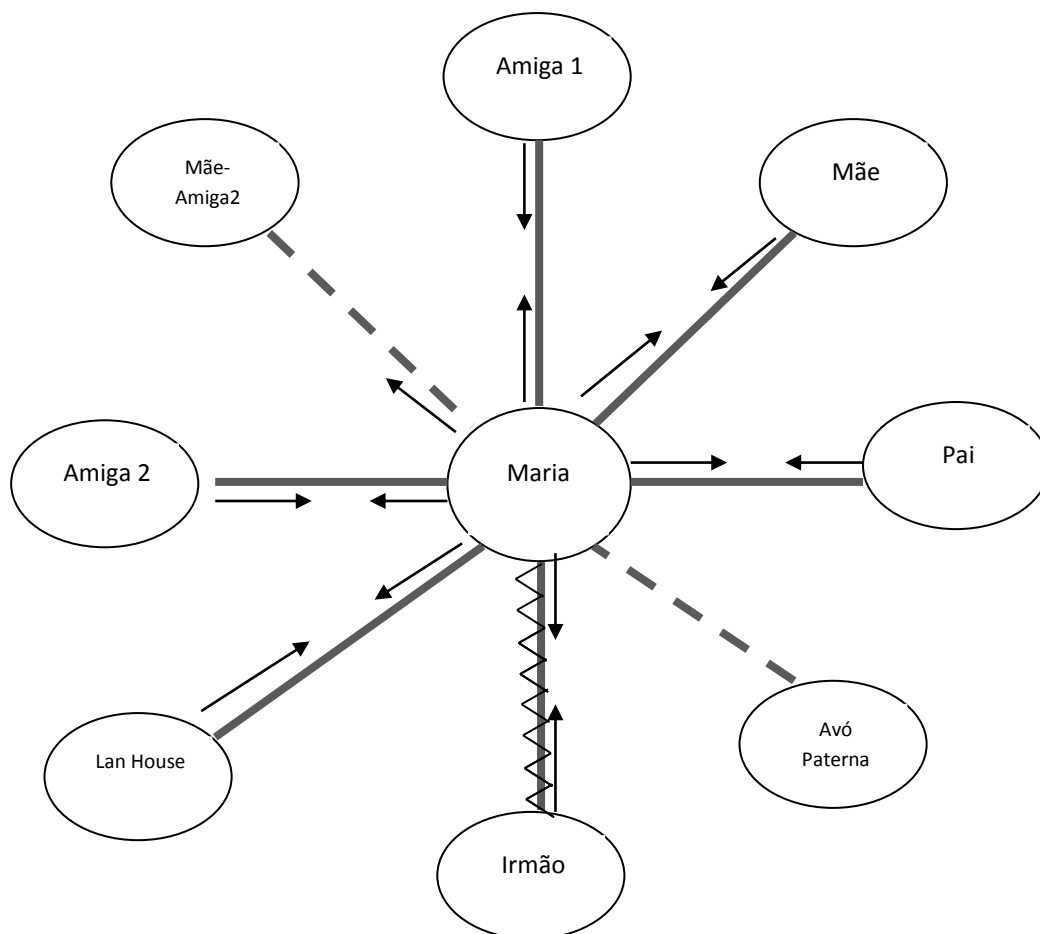 Amiga 1
Mãe-
Amiga2
Mãe
Amiga 2
Maria
Pai
Lan House
Avó
Paterna
Irmão